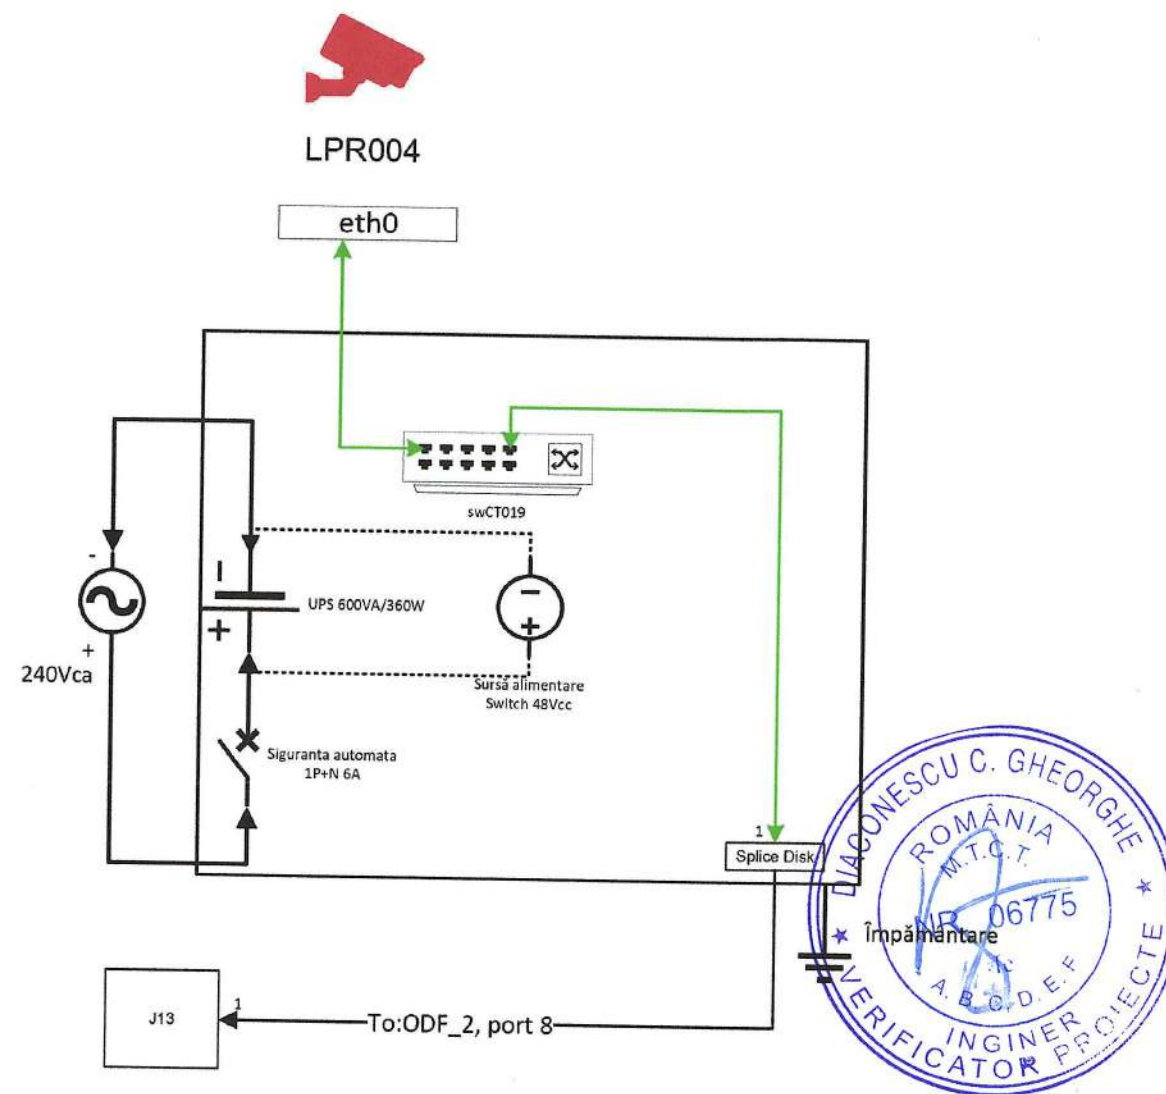 LPR004
eth0
swCT019
-
UPS 600VA/360W
+
240Vca
Sursă alimentare
Switch 48Vcc
Siguranta automata
1P+N 6A
1
Splice Disk
Împământare
J13
1
To:ODF_2, port 8
DIACONESCU C. GHEORGHE
ROMÂNIA
M.T.C.T.
NR. 06775
A. B. C. D. E. F
INGINER
VERIFICATOR PROIECTE